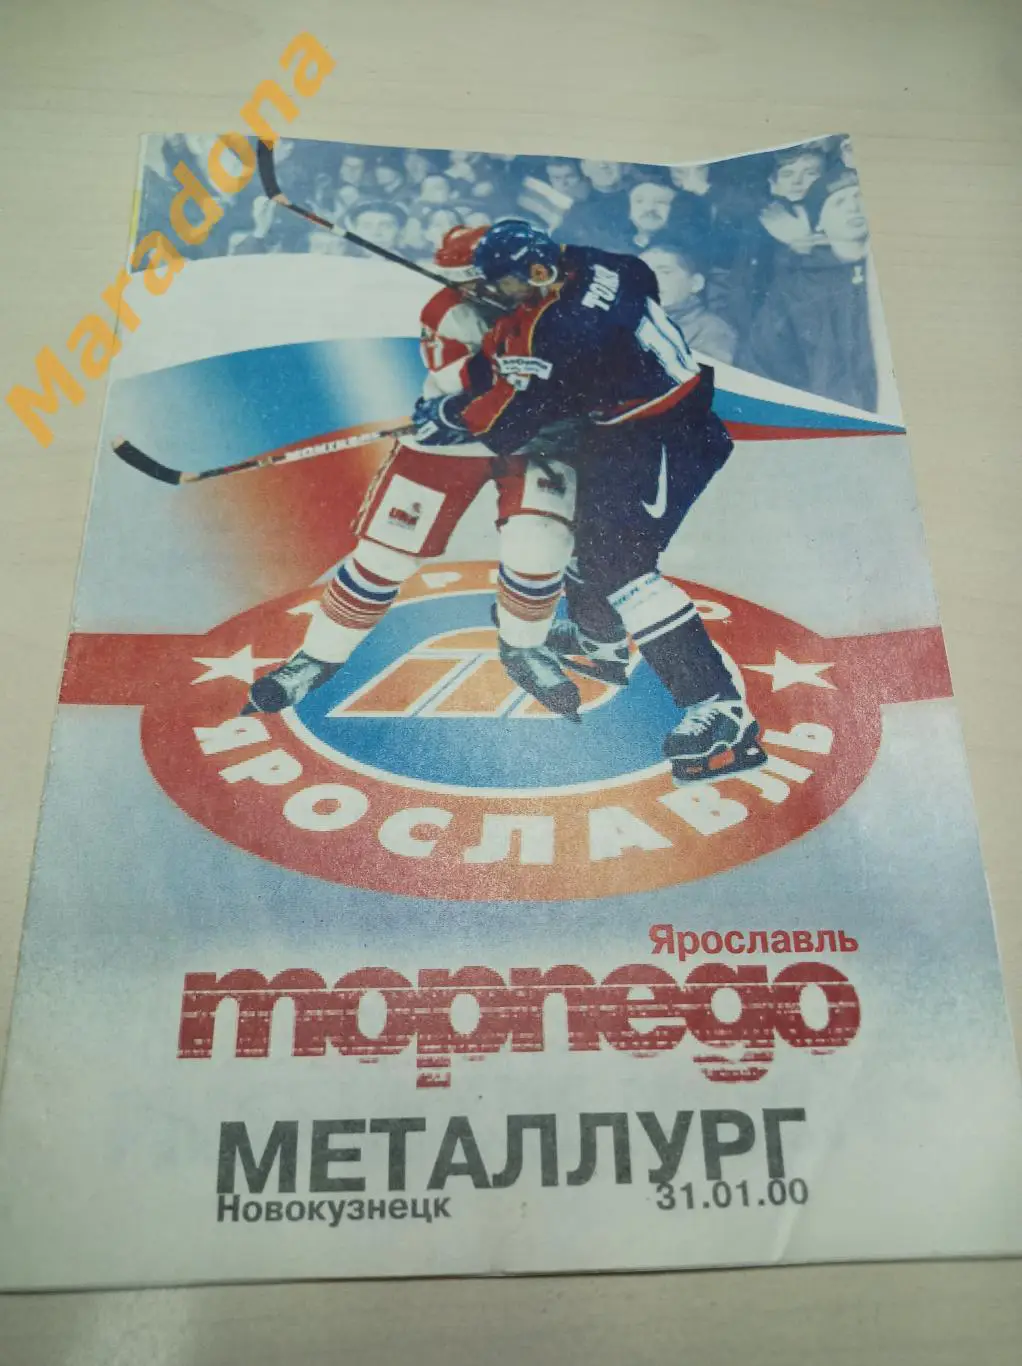 Maradona
ЯРОСЛАВЛЬ
Ярославль
торпедо
МЕТАЛЛУРГ
Новокузнецк 31.01.00